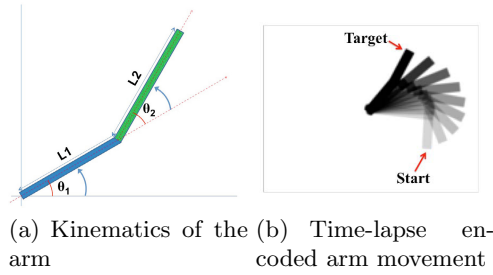 L1
L2
θ1
θ2
Target
Start
(a) Kinematics of the
arm
(b) Time-lapse en-
coded arm movement